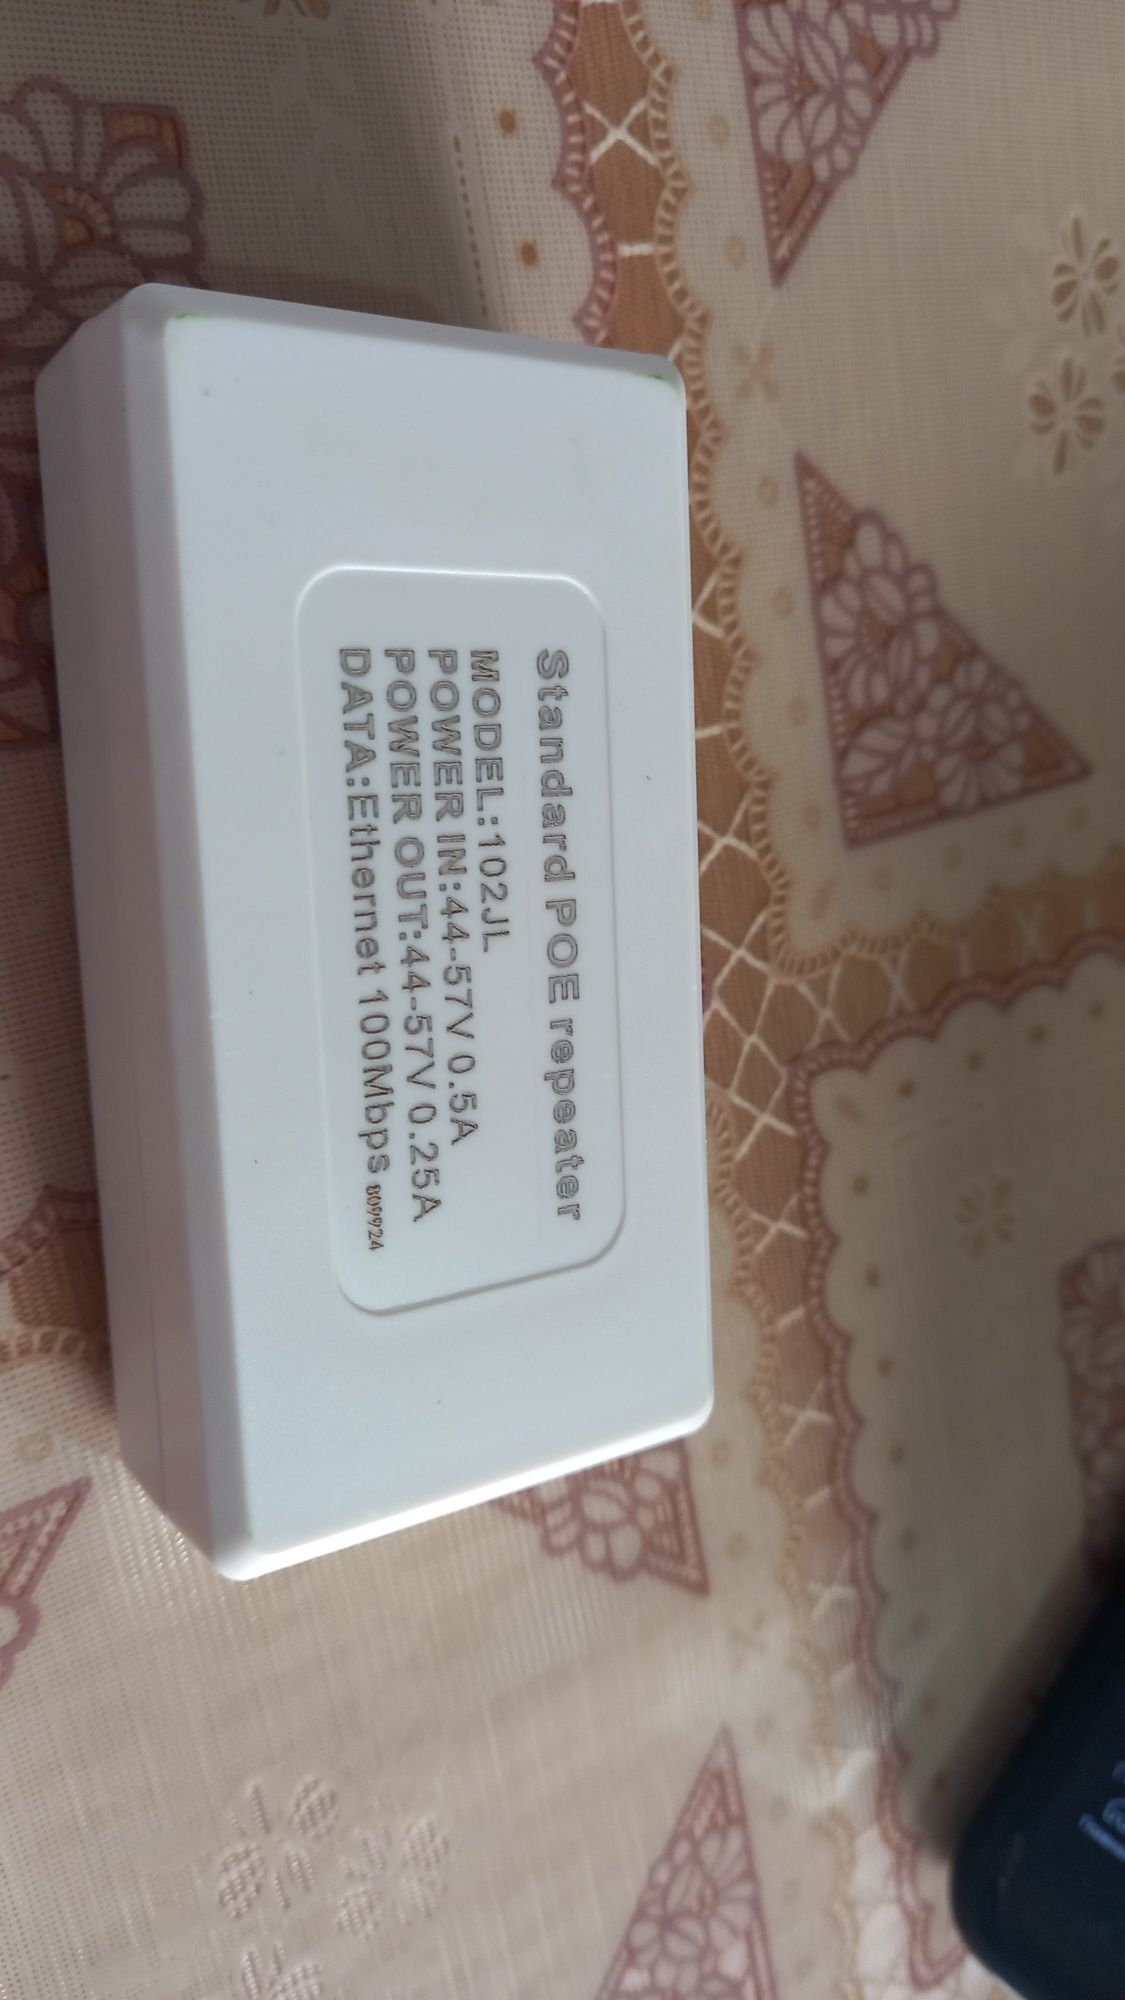 Standard POE repeater
MODEL:102JL
POWER IN:44-57V 0.5A
POWER OUT:44-57V 0.25A
DATA:Ethernet 100Mbps 809924